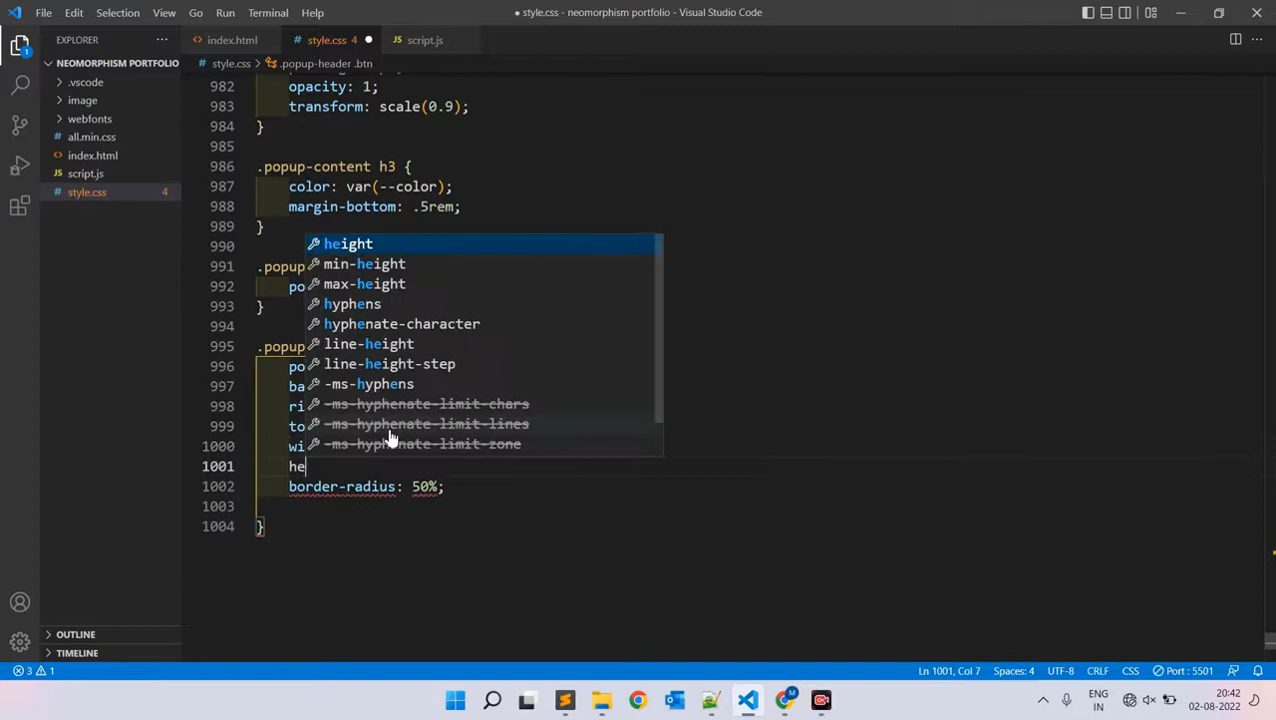 File Edit Selection View Go Run Terminal Help
● style.css - neomorphism portfolio - Visual Studio Code
EXPLORER
index.html
style.css 4
script.js
NEOMORPHISM PORTFOLIO
style.css > .popup-header .btn
.vscode
image
webfonts
all.min.css
index.html
script.js
style.css 4
982 opacity: 1;
983 transform: scale(0.9);
984 }
985
986 .popup-content h3 {
987 color: var(--color);
988 margin-bottom: .5rem;
989 }
990
991 .popup
992 po
993 }
994
995 .popup
996 po
997 ba
998 ri
999 to
1000 wi
1001 he
1002 border-radius: 50%;
1003
1004 }
height
min-height
max-height
hyphens
hyphenate-character
line-height
line-height-step
-ms-hyphens
-ms-hyphenate-limit-chars
-ms-hyphenate-limit-lines
-ms-hyphenate-limit-zone
OUTLINE
TIMELINE
3 1
Ln 1001, Col 7 Spaces: 4 UTF-8 CRLF CSS Port : 5501
ENG
IN
20:42
02-08-2022